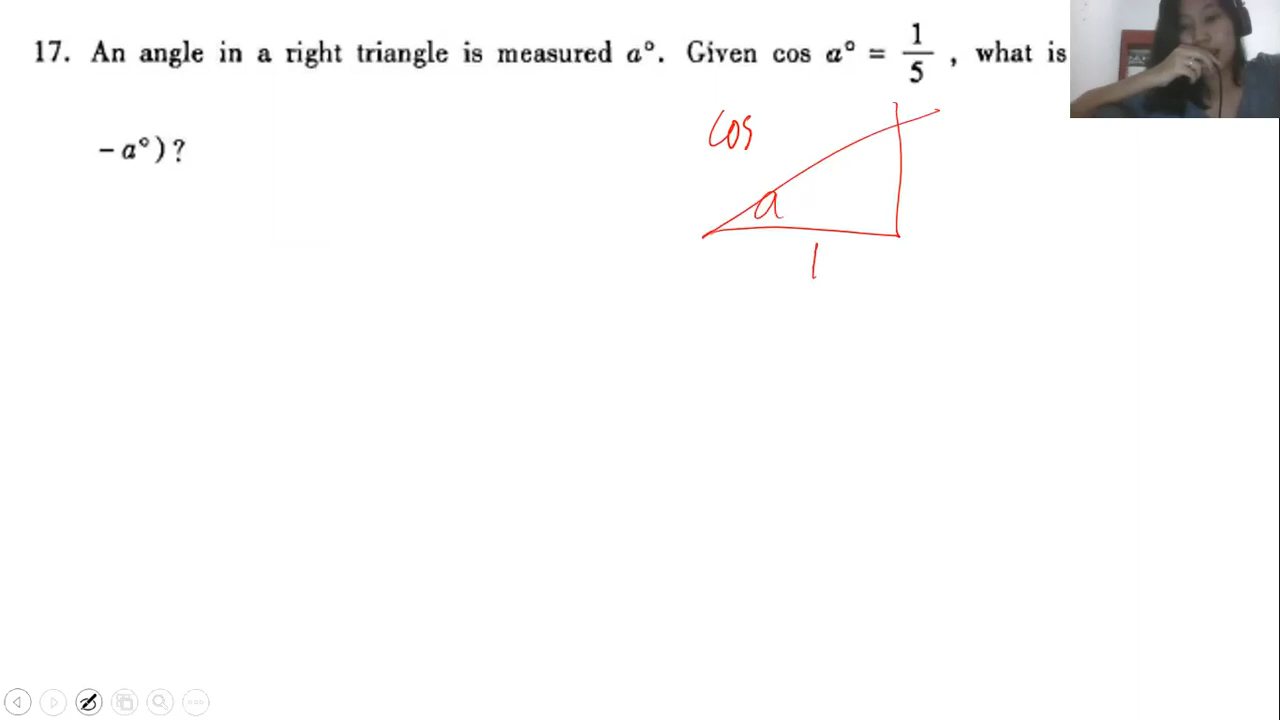 17. An angle in a right triangle is measured a°. Given cos a° = 1/5, what is
- a°)?
cos
a
1